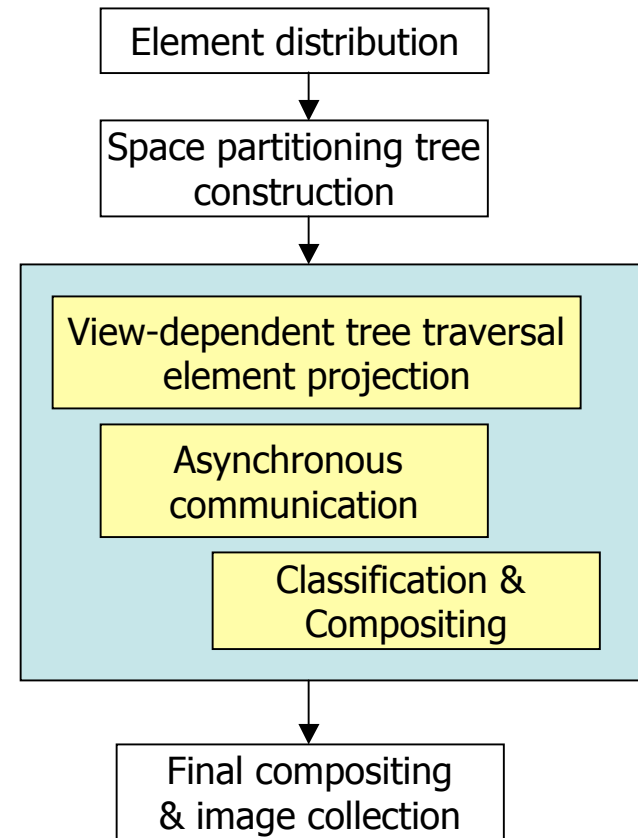 Element distribution
Space partitioning tree
construction
View-dependent tree traversal
element projection
Asynchronous
communication
Classification &
Compositing
Final compositing
& image collection